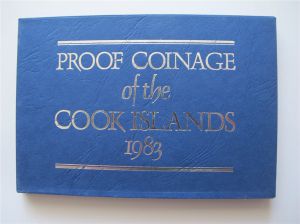 PROOF COINAGE
of the
COOK ISLANDS
1983